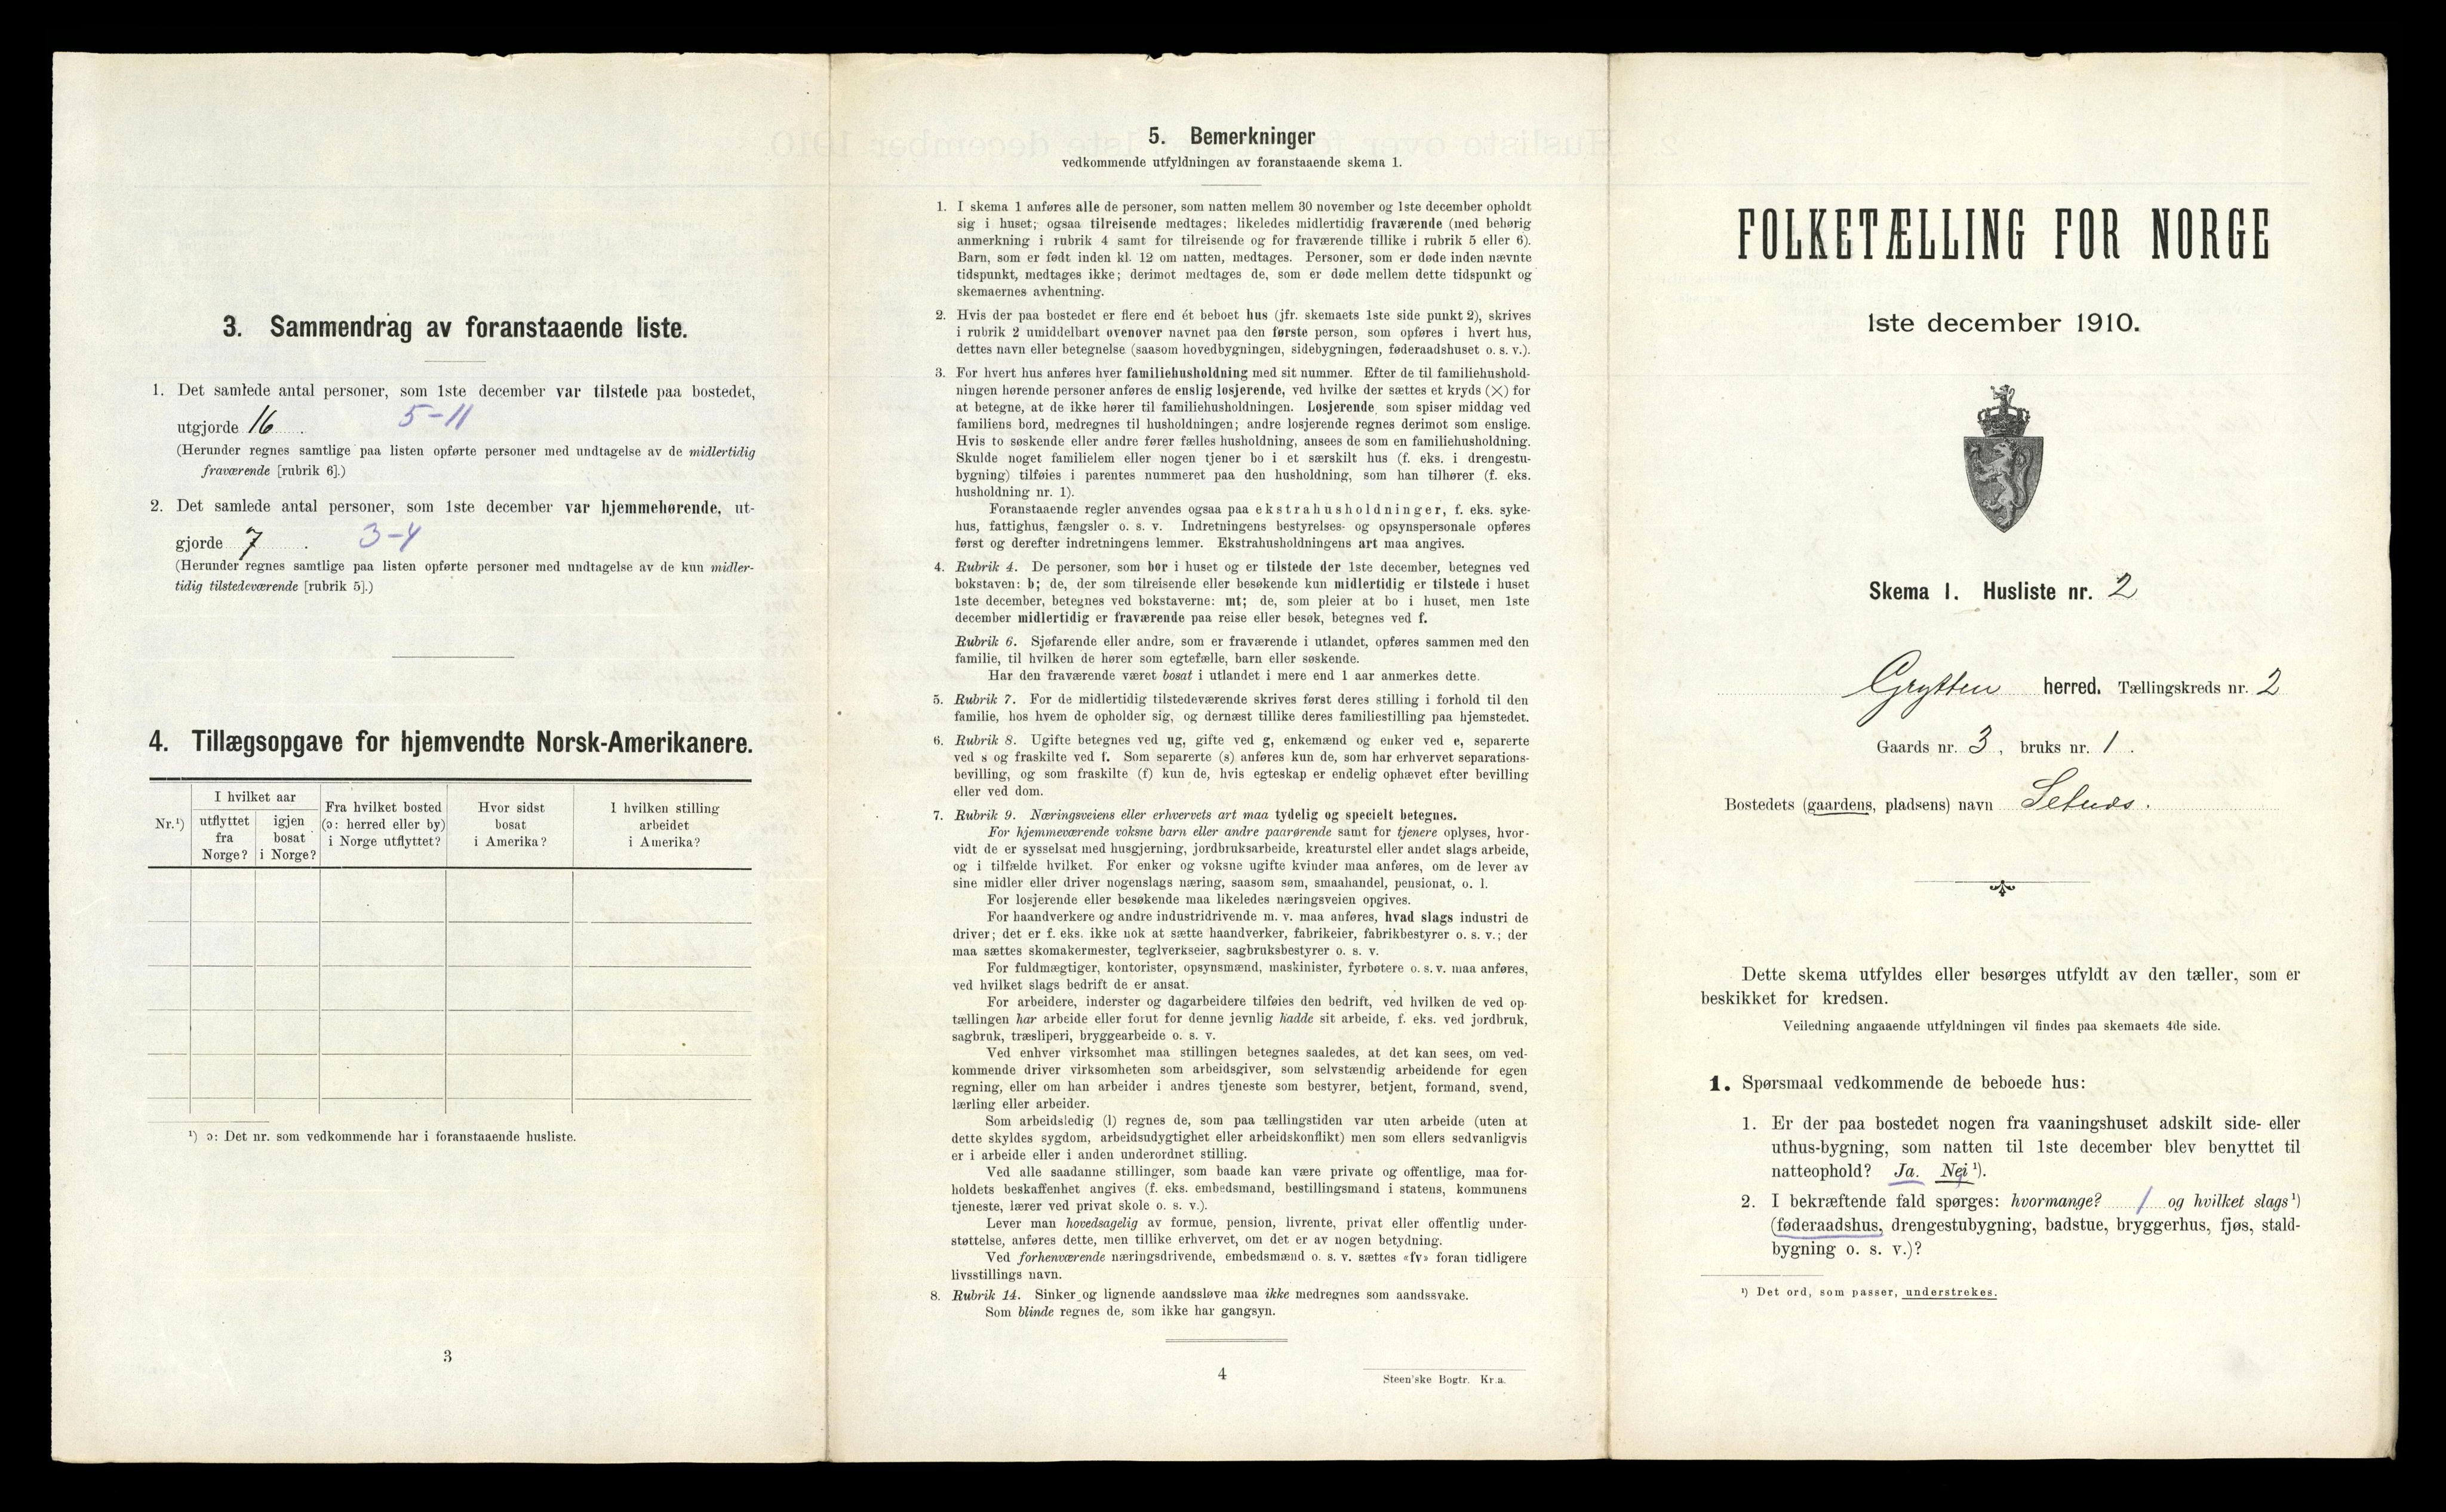 3. Sammendrag av foranstaaende liste.
1. Det samlede antal personer, som 1ste december var tilstede paa bostedet,
utgjorde 16 . 5-11
(Herunder regnes samtlige paa listen opførte personer med undtagelse av de midlertidig
fraværende [rubrik 6].)
2. Det samlede antal personer, som 1ste december var hjemmehørende, ut-
gjorde 7 . 3-4
(Herunder regnes samtlige paa listen opførte personer med undtagelse av de kun midler-
tidig tilstedeværende [rubrik 5].)
4. Tillægsopgave for hjemvendte Norsk-Amerikanere.
Nr.¹)
I hvilket aar
utflyttet fra Norge?
igjen bosat i Norge?
Fra hvilket bosted (ɔ: herred eller by) i Norge utflyttet?
Hvor sidst bosat i Amerika?
I hvilken stilling arbeidet i Amerika?
¹) ɔ: Det nr. som vedkommende har i foranstaaende husliste.
3
5. Bemerkninger
vedkommende utfyldningen av foranstaaende skema 1.
1. I skema 1 anføres alle de personer, som natten mellem 30 november og 1ste december opholdt
sig i huset; ogsaa tilreisende medtages; likeledes midlertidig fraværende (med behørig
anmerkning i rubrik 4 samt for tilreisende og for fraværende tillike i rubrik 5 eller 6).
Barn, som er født inden kl. 12 om natten, medtages. Personer, som er døde inden nævnte
tidspunkt, medtages ikke; derimot medtages de, som er døde mellem dette tidspunkt og
skemaernes avhentning.
2. Hvis der paa bostedet er flere end ét beboet hus (jfr. skemaets 1ste side punkt 2), skrives
i rubrik 2 umiddelbart ovenover navnet paa den første person, som opføres i hvert hus,
dettes navn eller betegnelse (saasom hovedbygningen, sidebygningen, føderaadshuset o. s. v.).
3. For hvert hus anføres hver familiehusholdning med sit nummer. Efter de til familiehushold-
ningen hørende personer anføres de enslig losjerende, ved hvilke der sættes et kryds (×) for
at betegne, at de ikke hører til familiehusholdningen. Losjerende som spiser middag ved
familiens bord, medregnes til husholdningen; andre losjerende regnes derimot som enslige.
Hvis to søskende eller andre fører fælles husholdning, ansees de som en familiehusholdning.
Skulde noget familielem eller nogen tjener bo i et særskilt hus (f. eks. i drengestu-
bygning) tilføies i parentes nummeret paa den husholdning, som han tilhører (f. eks.
husholdning nr. 1).
Foranstaaende regler anvendes ogsaa paa ekstrahusholdninger, f. eks. syke-
hus, fattighus, fængsler o. s. v. Indretningens bestyrelses- og opsynspersonale opføres
først og derefter indretningens lemmer. Ekstrahusholdningens art maa angives.
4. Rubrik 4. De personer, som bor i huset og er tilstede der 1ste december, betegnes ved
bokstaven: b; de, der som tilreisende eller besøkende kun midlertidig er tilstede i huset
1ste december, betegnes ved bokstaverne: mt; de, som pleier at bo i huset, men 1ste
december midlertidig er fraværende paa reise eller besøk, betegnes ved f.
Rubrik 6. Sjøfarende eller andre, som er fraværende i utlandet, opføres sammen med den
familie, til hvilken de hører som egtefælle, barn eller søskende.
Har den fraværende været bosat i utlandet i mere end 1 aar anmerkes dette.
5. Rubrik 7. For de midlertidig tilstedeværende skrives først deres stilling i forhold til den
familie, hos hvem de opholder sig, og dernæst tillike deres familiestilling paa hjemstedet.
6. Rubrik 8. Ugifte betegnes ved ug, gifte ved g, enkemænd og enker ved e, separerte
ved s og fraskilte ved f. Som separerte (s) anføres kun de, som har erhvervet separations-
bevilling, og som fraskilte (f) kun de, hvis egteskap er endelig ophævet efter bevilling
eller ved dom.
7. Rubrik 9. Næringsveiens eller erhvervets art maa tydelig og specielt betegnes.
For hjemmeværende voksne barn eller andre paarørende samt for tjenere oplyses, hvor-
vidt de er sysselsat med husgjerning, jordbruksarbeide, kreaturstel eller andet slags arbeide,
og i tilfælde hvilket. For enker og voksne ugifte kvinder maa anføres, om de lever av
sine midler eller driver nogenslags næring, saasom søm, smaahandel, pensionat, o. l.
For losjerende eller besøkende maa likeledes næringsveien opgives.
For haandverkere og andre industridrivende m. v. maa anføres, hvad slags industri de
driver; det er f. eks. ikke nok at sætte haandverker, fabrikeier, fabrikbestyrer o. s. v.; der
maa sættes skomakermester, teglverkseier, sagbruksbestyrer o. s. v.
For fuldmægtiger, kontorister, opsynsmænd, maskinister, fyrbøtere o. s. v. maa anføres,
ved hvilket slags bedrift de er ansat.
For arbeidere, inderster og dagarbeidere tilføies den bedrift, ved hvilken de ved op-
tællingen har arbeide eller forut for denne jevnlig hadde sit arbeide, f. eks. ved jordbruk,
sagbruk, træsliperi, bryggearbeide o. s. v.
Ved enhver virksomhet maa stillingen betegnes saaledes, at det kan sees, om ved-
kommende driver virksomheten som arbeidsgiver, som selvstændig arbeidende for egen
regning, eller om han arbeider i andres tjeneste som bestyrer, betjent, formand, svend,
lærling eller arbeider.
Som arbeidsledig (l) regnes de, som paa tællingstiden var uten arbeide (uten at
dette skyldes sygdom, arbeidsudygtighet eller arbeidskonflikt) men som ellers sedvanligvis
er i arbeide eller i anden underordnet stilling.
Ved alle saadanne stillinger, som baade kan være private og offentlige, maa for-
holdets beskaffenhet angives (f. eks. embedsmand, bestillingsmand i statens, kommunens
tjeneste, lærer ved privat skole o. s. v.).
Lever man hovedsagelig av formue, pension, livrente, privat eller offentlig under-
støttelse, anføres dette, men tillike erhvervet, om det er av nogen betydning.
Ved forhenværende næringsdrivende, embedsmænd o. s. v. sættes «fv» foran tidligere
livsstillings navn.
8. Rubrik 14. Sinker og lignende aandssløve maa ikke medregnes som aandssvake.
Som blinde regnes de, som ikke har gangsyn.
4
Steen'ske Bogtr. Kr.a.
FOLKETÆLLING FOR NORGE
1ste december 1910.
Skema 1. Husliste nr. 2
Grytten herred. Tællingskreds nr. 2
Gaards nr. 3, bruks nr. 1.
Bostedets (gaardens, pladsens) navn
Dette skema utfyldes eller besørges utfyldt av den tæller, som er
beskikket for kredsen.
Veiledning angaaende utfyldningen vil findes paa skemaets 4de side.
1. Spørsmaal vedkommende de beboede hus:
1. Er der paa bostedet nogen fra vaaningshuset adskilt side- eller
uthus-bygning, som natten til 1ste december blev benyttet til
natteophold? Ja. Nei ¹).
2. I bekræftende fald spørges: hvormange? 1 og hvilket slags ¹)
(føderaadshus, drengestubygning, badstue, bryggerhus, fjøs, stald-
bygning o. s. v.)?
¹) Det ord, som passer, understrekes.